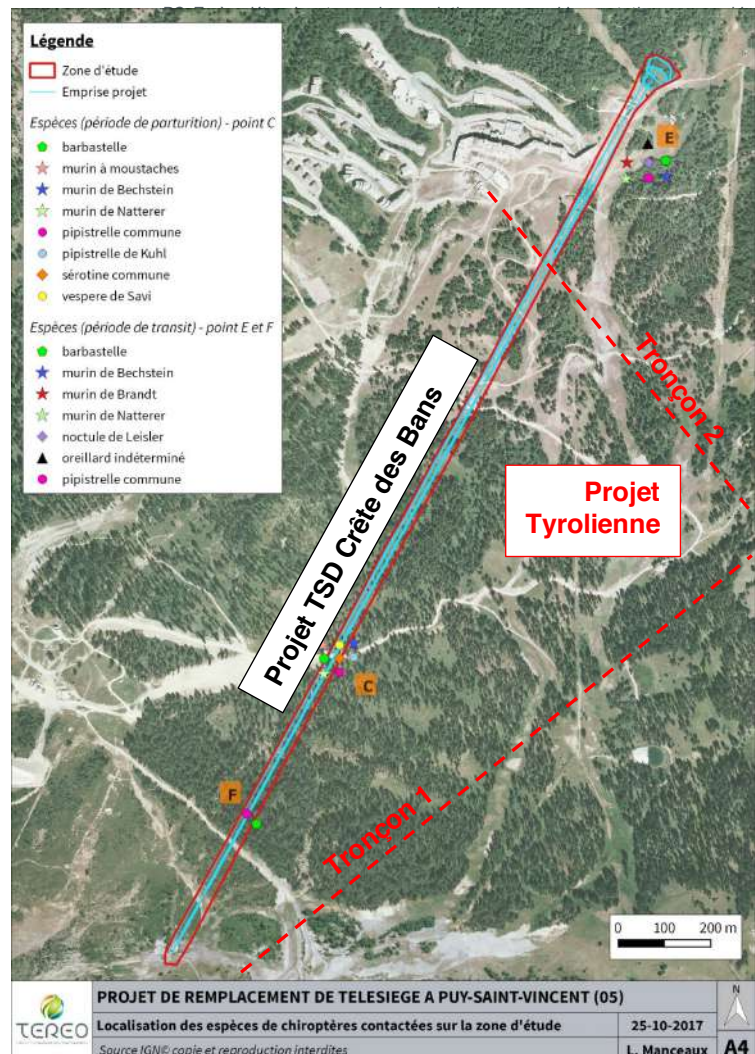 Légende
Zone d'étude
Emprise projet
Espèces (période de parturition) - point C
barbastelle
murin à moustaches
murin de Bechstein
murin de Natterer
pipistrelle commune
pipistrelle de Kuhl
sérotine commune
vespere de Savi
Espèces (période de transit) - point E et F
barbastelle
murin de Bechstein
murin de Brandt
murin de Natterer
noctule de Leisler
oreillard indéterminé
pipistrelle commune
E
Tronçon 2
Projet TSD Crête des Bans
Projet
Tyrolienne
C
F
Tronçon 1
0 100 200 m
TEREO
PROJET DE REMPLACEMENT DE TELESIEGE A PUY-SAINT-VINCENT (05)
Localisation des espèces de chiroptères contactées sur la zone d'étude
25-10-2017
Source IGN© copie et reproduction interdites
L. Manceaux
N
A4